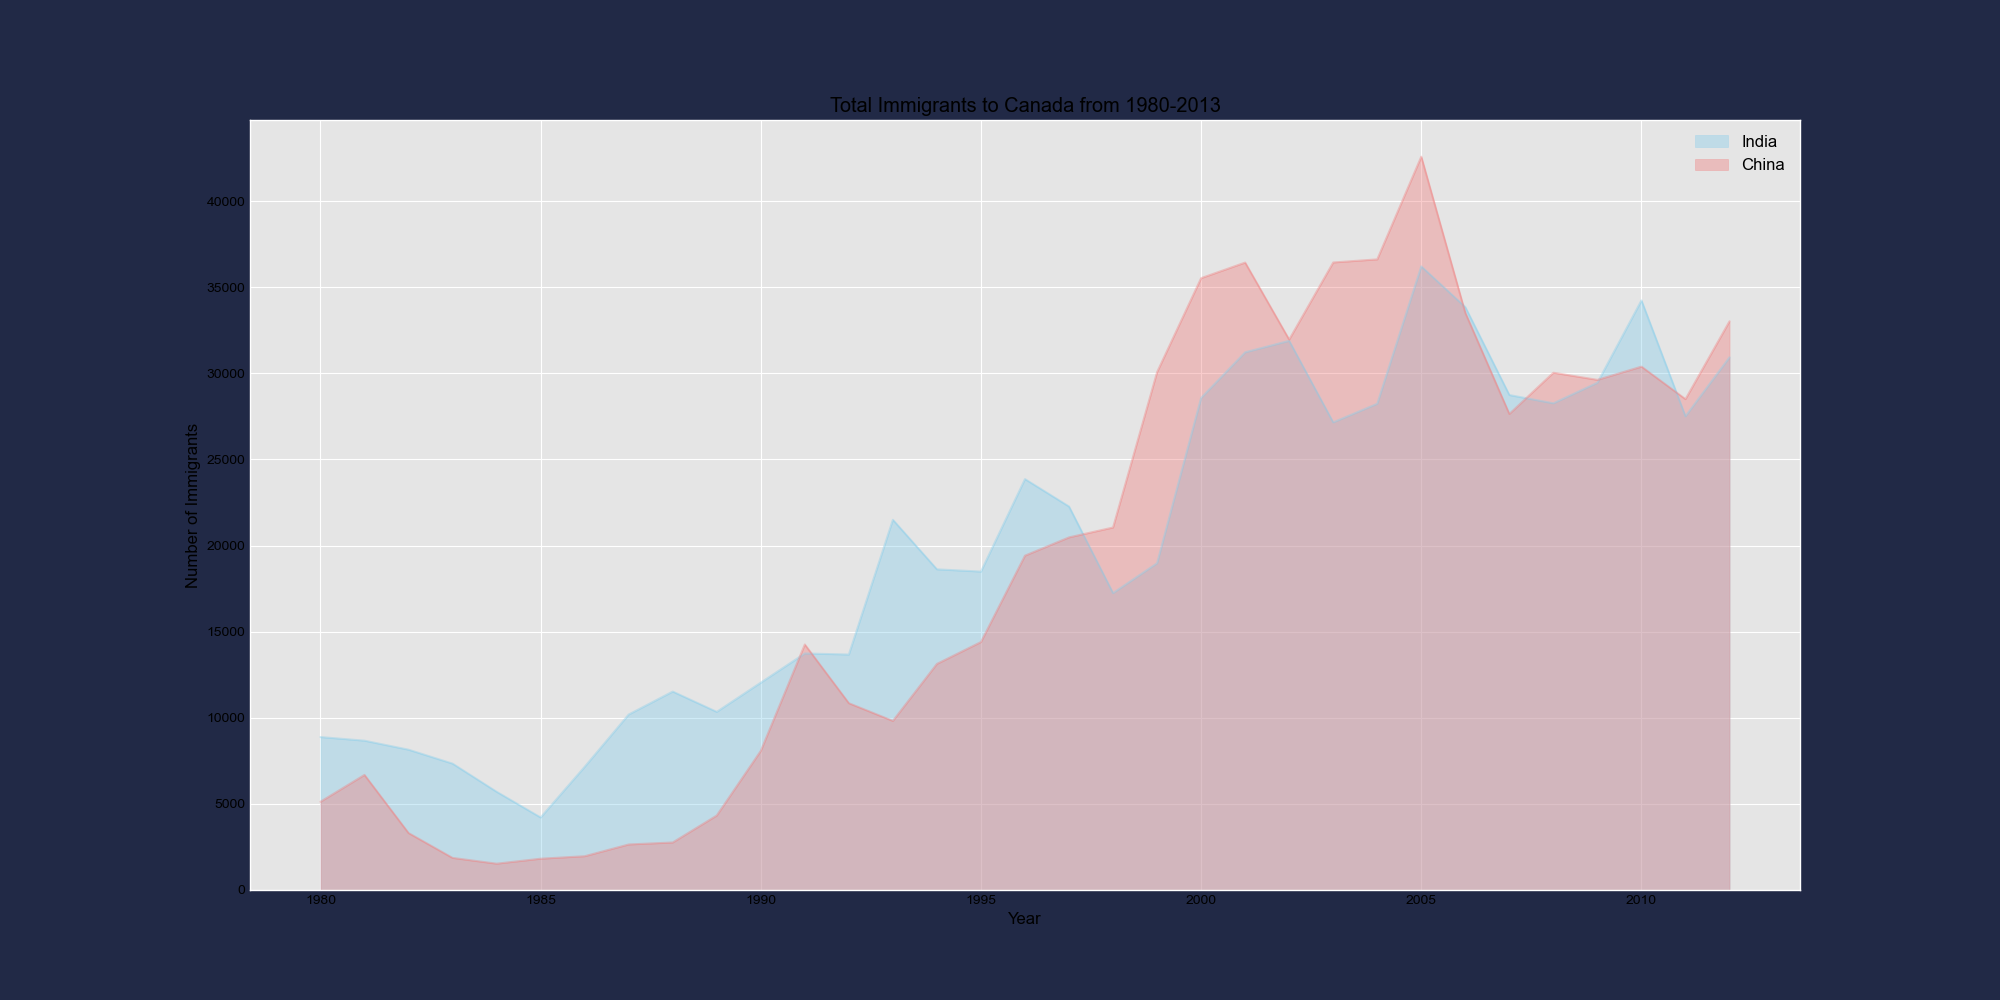 Total Immigrants to Canada from 1980-2013
India
China
40000
35000
30000
25000
20000
15000
10000
5000
0
Number of Immigrants
1980 1985 1990 1995 2000 2005 2010
Year